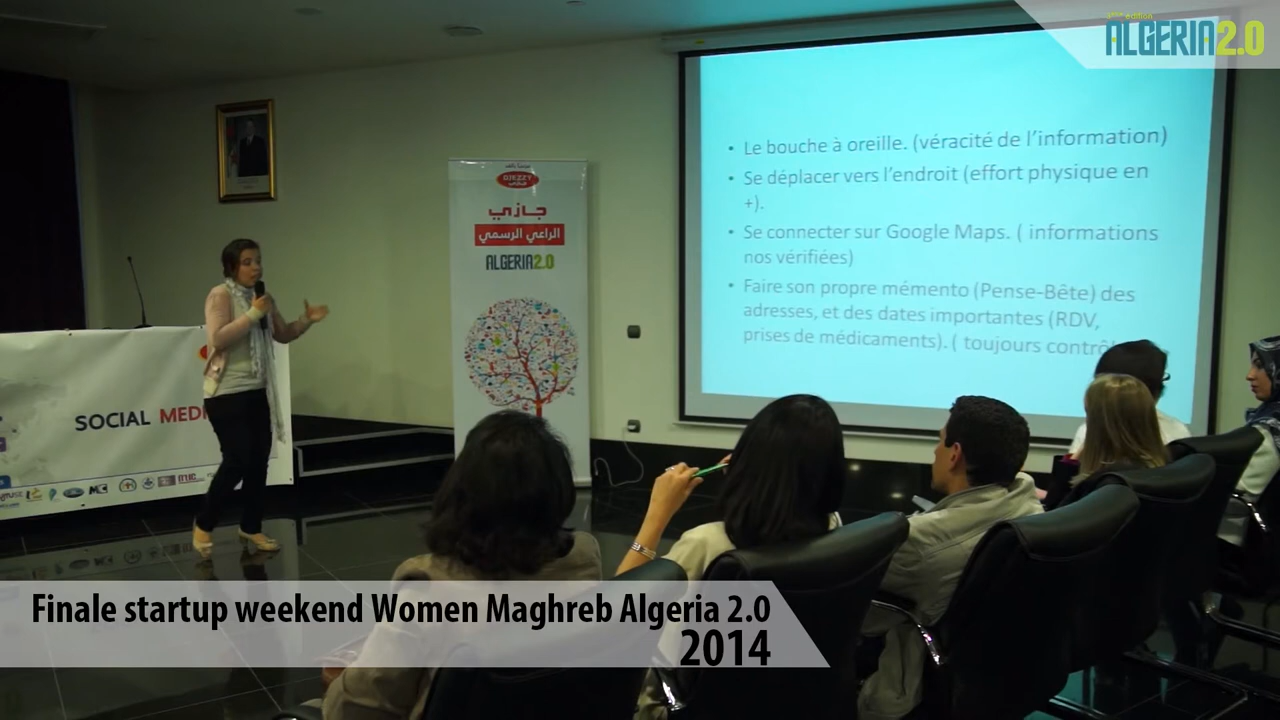 ALGERIA2.0
• Le bouche à oreille. (véracité de l'information)
• Se déplacer vers l'endroit (effort physique en
+).
• Se connecter sur Google Maps. ( informations
nos vérifiées)
• Faire son propre mémento (Pense-Bête) des
adresses, et des dates importantes (RDV,
prises de médicaments). ( toujours contrô
DJEZZY
جازي
جازي
الراعي الرسمي
ALGERIA2.0
SOCIAL MEDI
Finale startup weekend Women Maghreb Algeria 2.0
2014